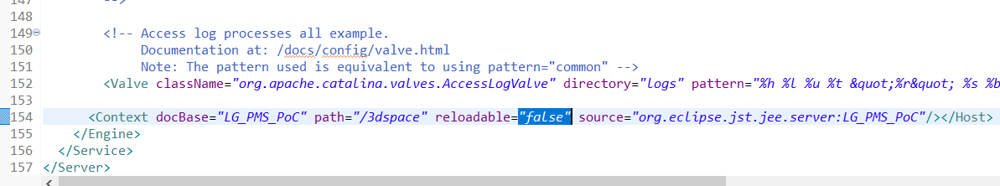 147 -->
148
149 <!-- Access log processes all example.
150 Documentation at: /docs/config/valve.html
151 Note: The pattern used is equivalent to using pattern="common" -->
152 <Valve className="org.apache.catalina.valves.AccessLogValve" directory="logs" pattern="%h %l %u %t &quot;%r&quot; %s %b
153
154 <Context docBase="LG_PMS_PoC" path="/3dspace" reloadable="false" source="org.eclipse.jst.jee.server:LG_PMS_PoC"/></Host>
155 </Engine>
156 </Service>
157 </Server>